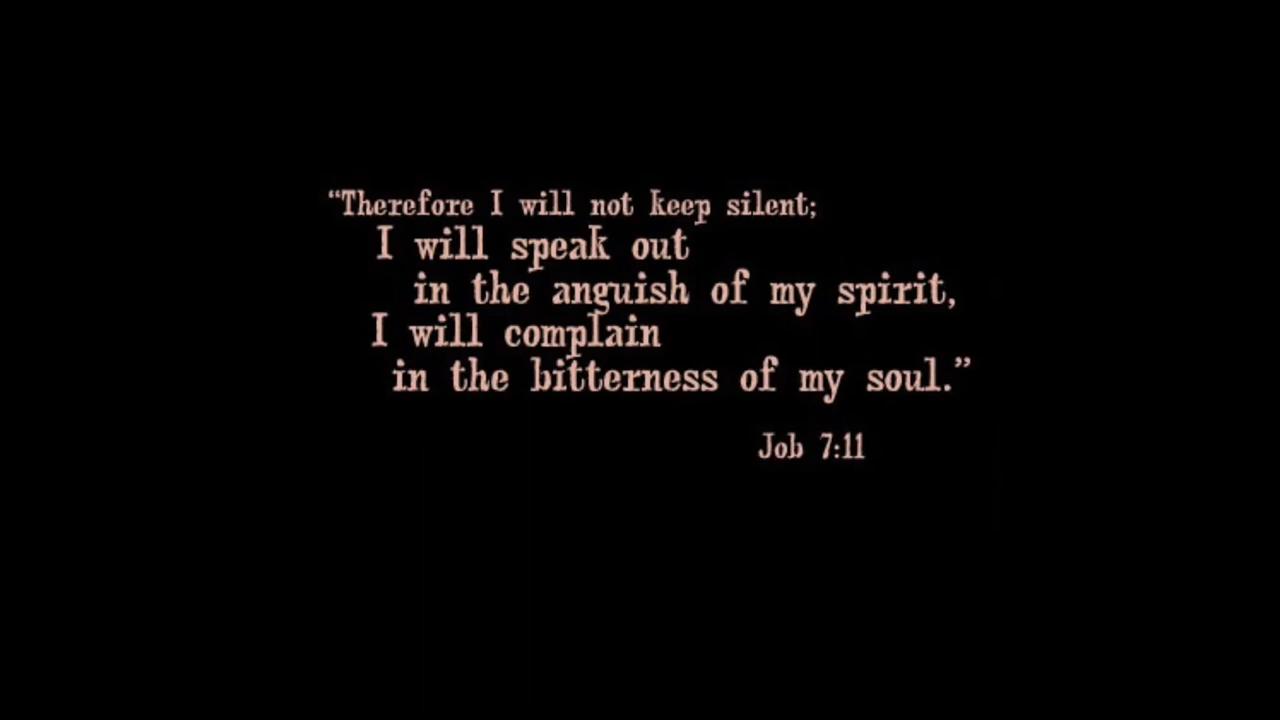 “Therefore I will not keep silent;
I will speak out
in the anguish of my spirit,
I will complain
in the bitterness of my soul.”
Job 7:11